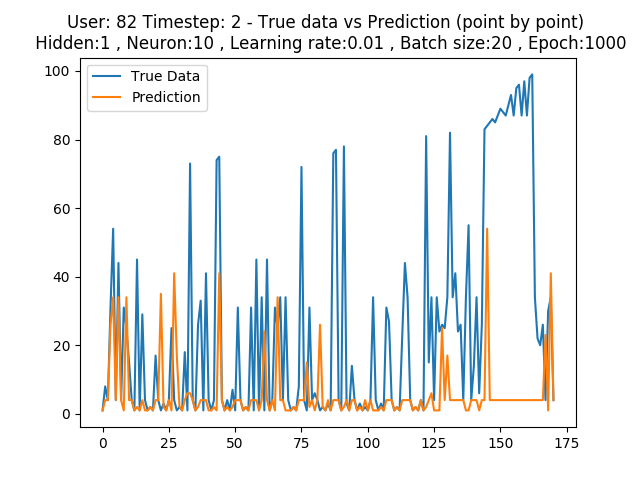 User: 82 Timestep: 2 - True data vs Prediction (point by point)
Hidden:1 , Neuron:10 , Learning rate:0.01 , Batch size:20 , Epoch:1000
True Data
Prediction
100
80
60
40
20
0
0 25 50 75 100 125 150 175